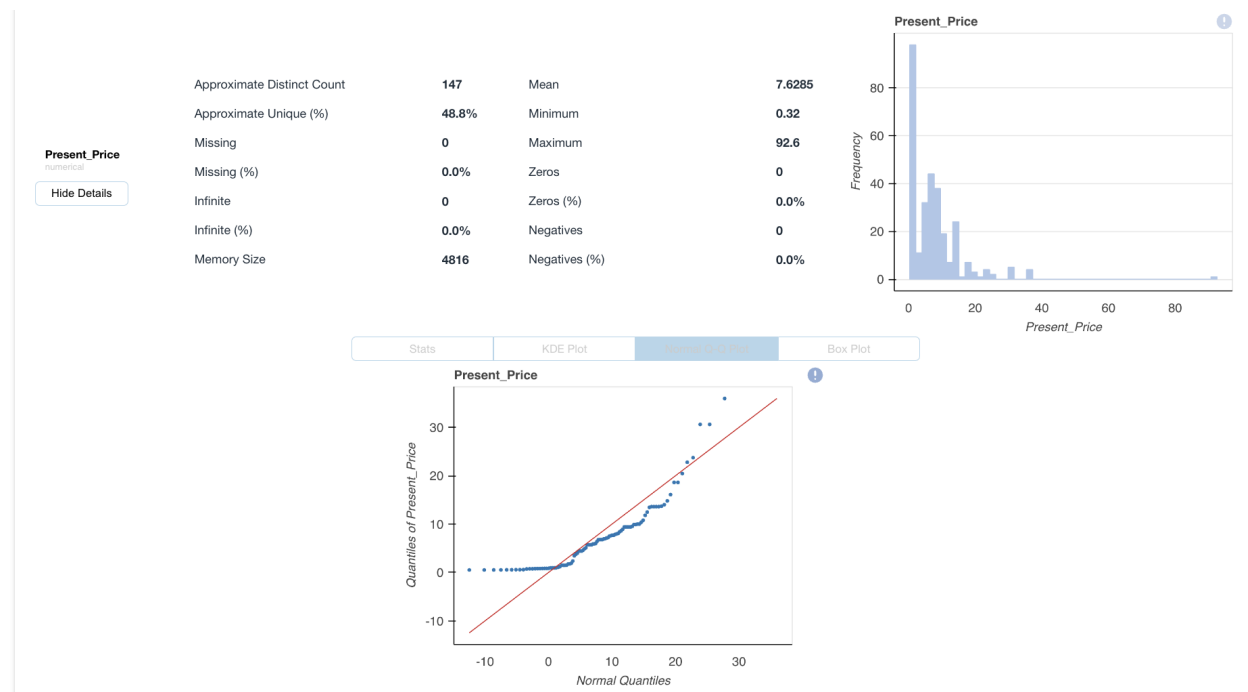 Present_Price
numerical
Hide Details
Approximate Distinct Count 147 Mean 7.6285
Approximate Unique (%) 48.8% Minimum 0.32
Missing 0 Maximum 92.6
Missing (%) 0.0% Zeros 0
Infinite 0 Zeros (%) 0.0%
Infinite (%) 0.0% Negatives 0
Memory Size 4816 Negatives (%) 0.0%
Present_Price
Frequency
80
60
40
20
0
0 20 40 60 80
Present_Price
Stats KDE Plot Box Plot
Present_Price
Quantiles of Present_Price
30
20
10
0
-10
-10 0 10 20 30
Normal Quantiles